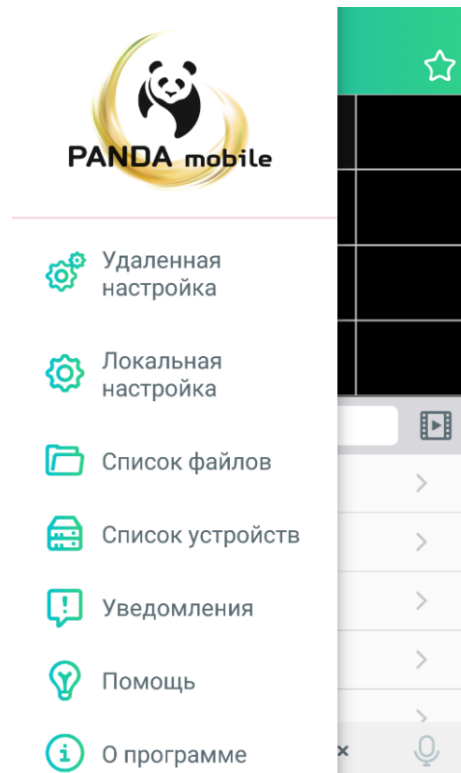 PANDA mobile
Удаленная
настройка
Локальная
настройка
Список файлов
Список устройств
Уведомления
Помощь
О программе